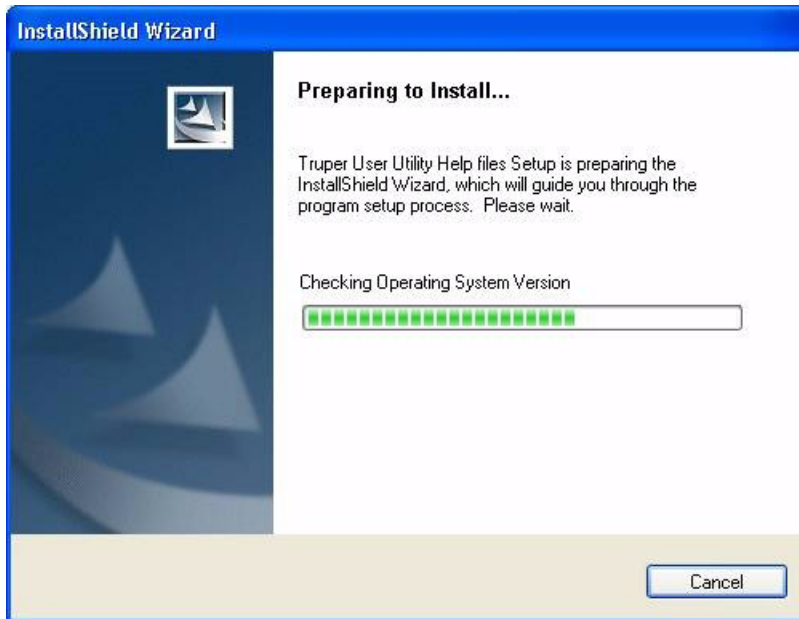 InstallShield Wizard
Preparing to Install...
Truper User Utility Help files Setup is preparing the
InstallShield Wizard, which will guide you through the
program setup process. Please wait.
Checking Operating System Version
Cancel